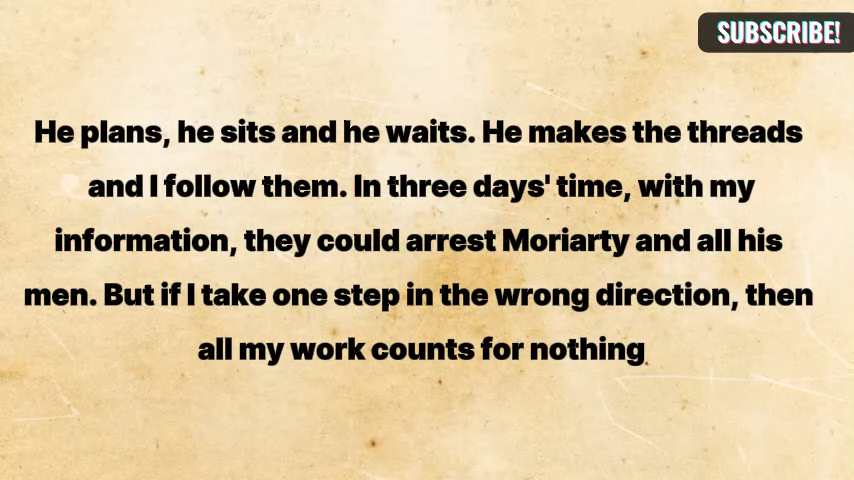 SUBSCRIBE!
He plans, he sits and he waits. He makes the threads
and I follow them. In three days' time, with my
information, they could arrest Moriarty and all his
men. But if I take one step in the wrong direction, then
all my work counts for nothing